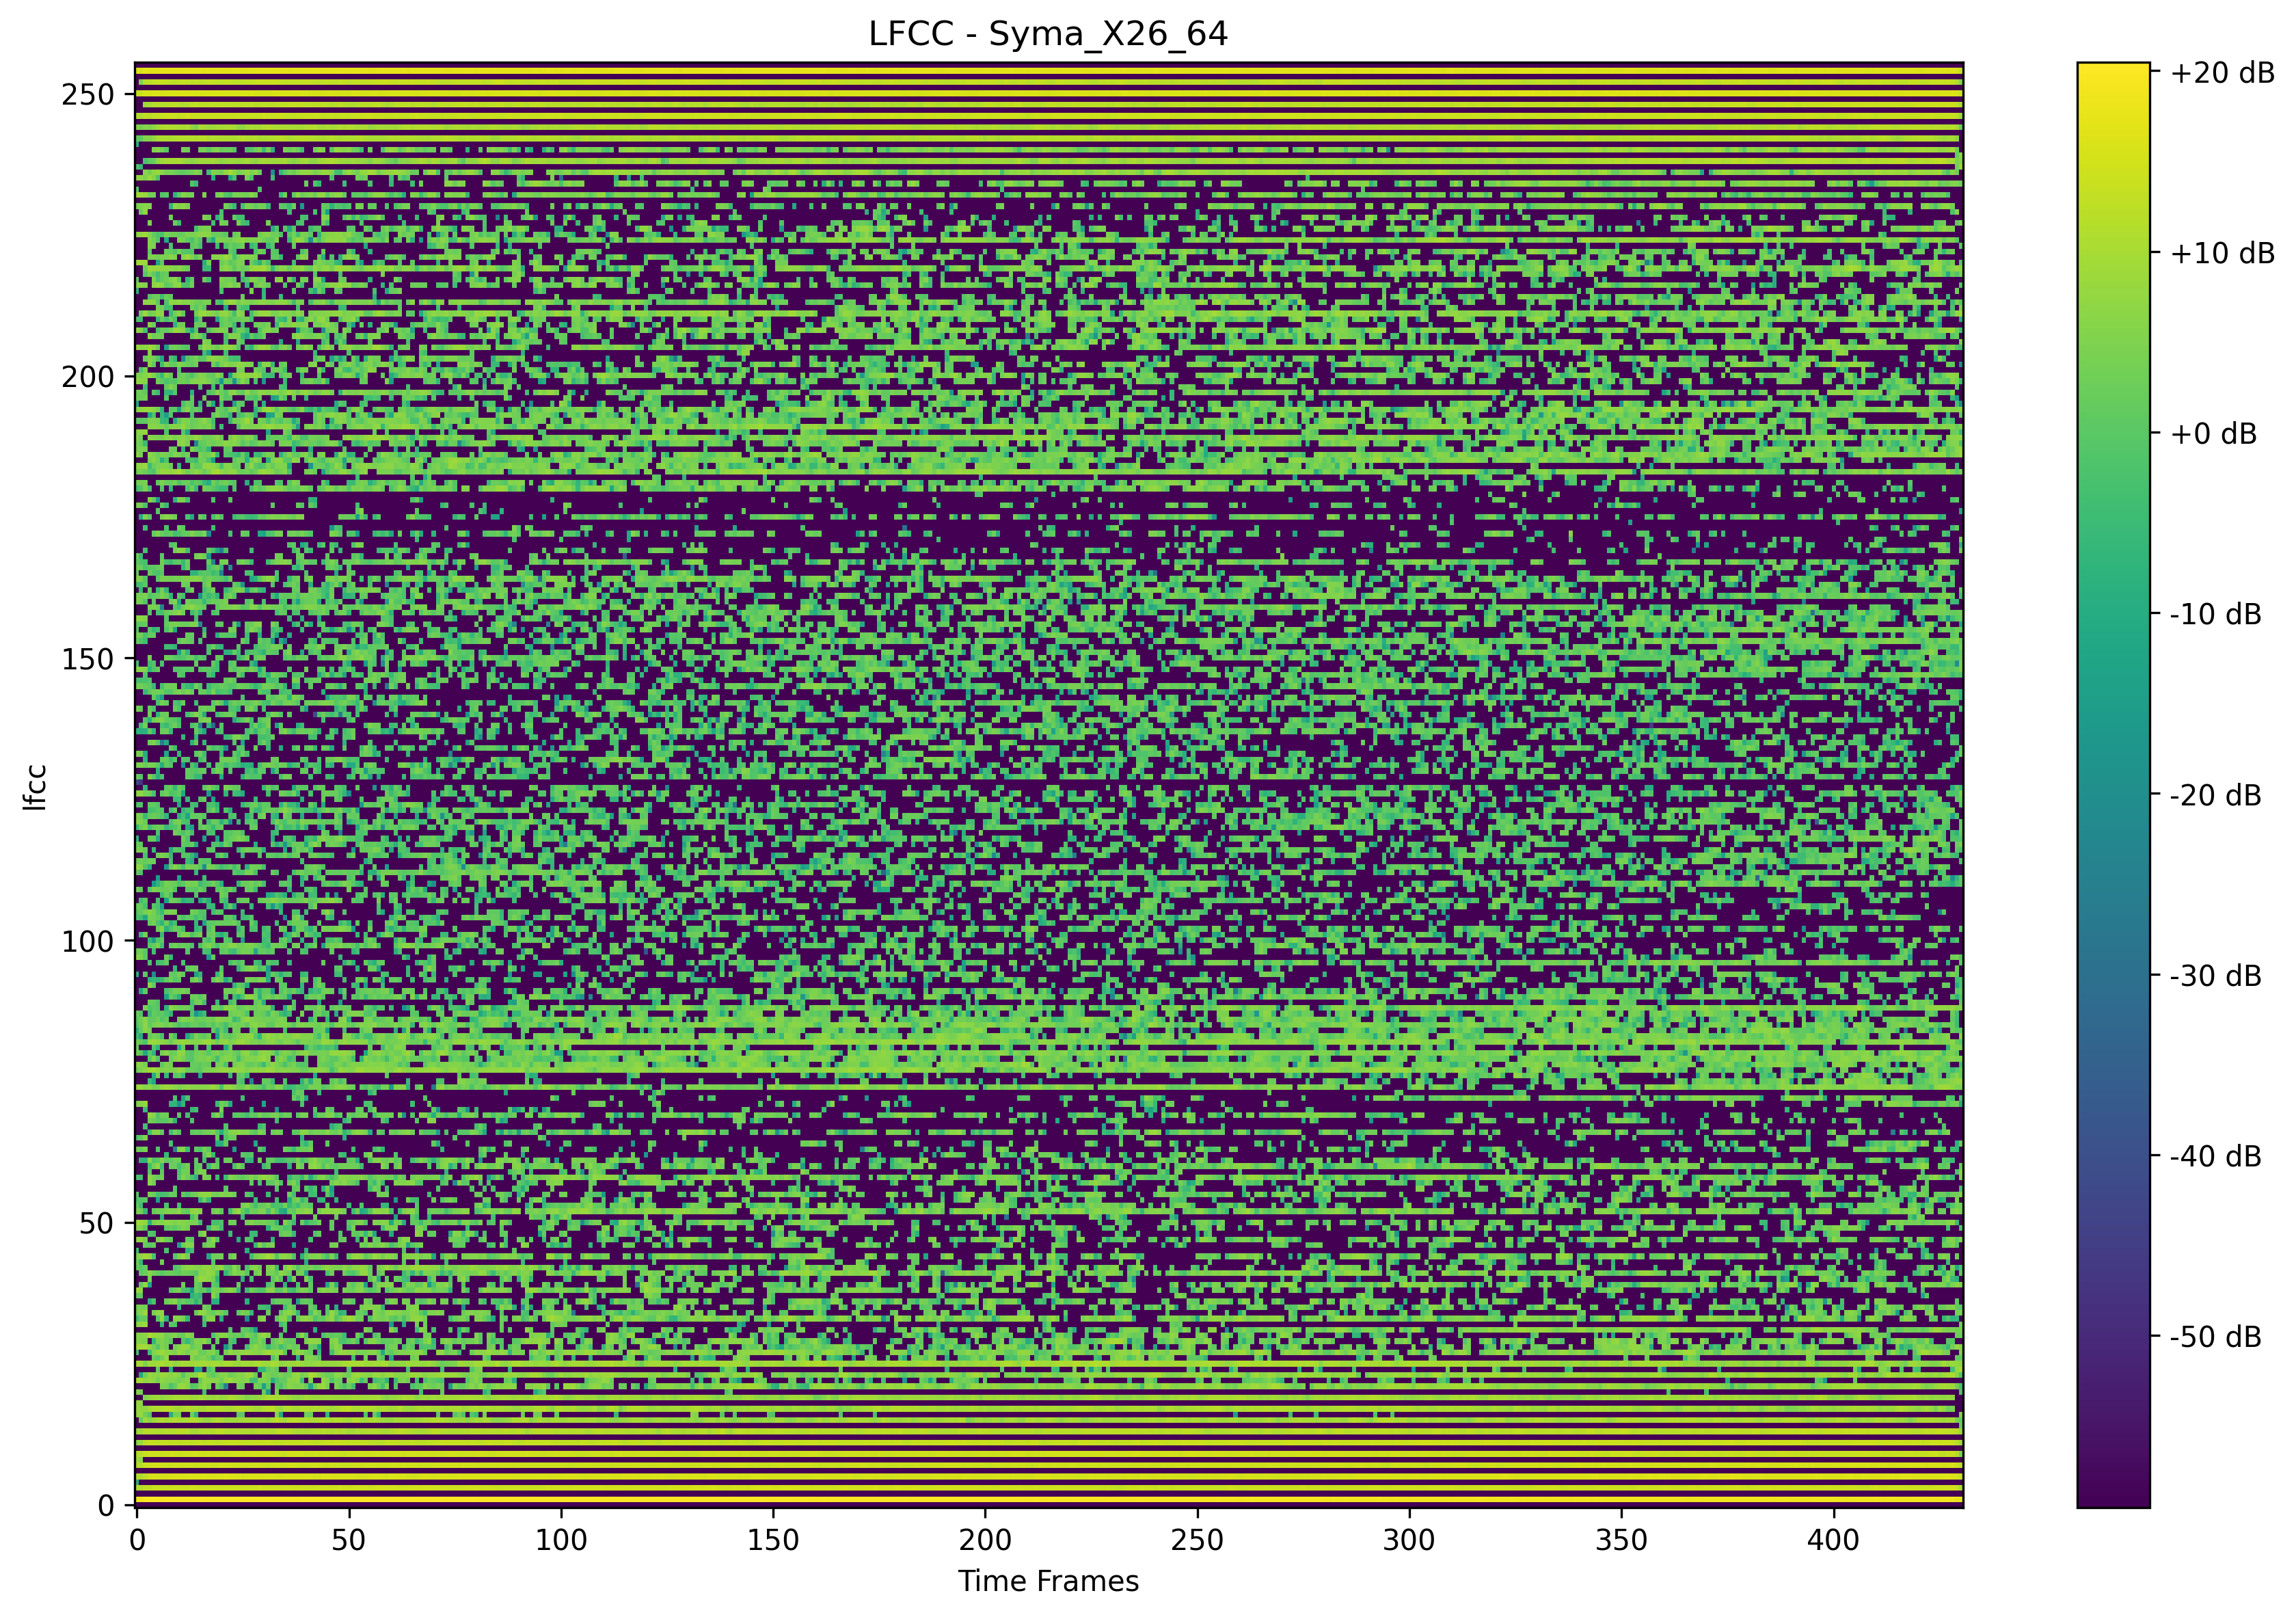 LFCC - Syma_X26_64
250
200
150
100
50
0
lfcc
0 50 100 150 200 250 300 350 400
Time Frames
+20 dB
+10 dB
+0 dB
-10 dB
-20 dB
-30 dB
-40 dB
-50 dB